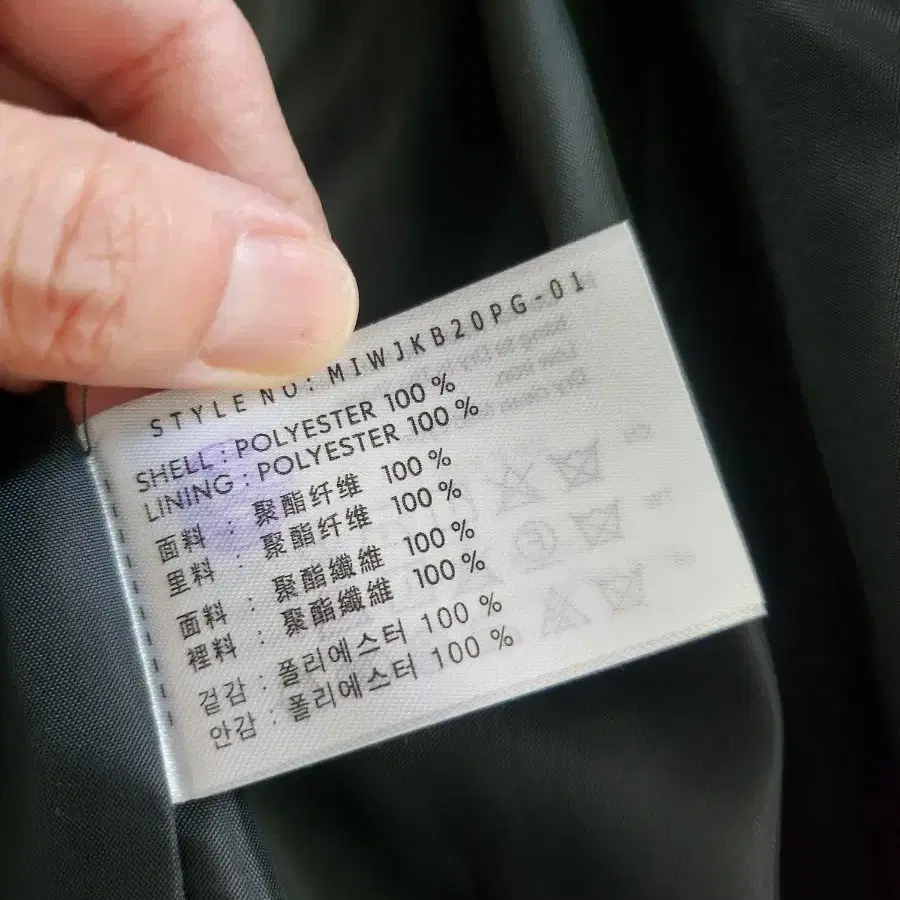 STYLE NO: MIWJKB20PG-01
SHELL : POLYESTER 100 %
LINING : POLYESTER 100 %
面料 : 聚酯纤维 100 %
里料 : 聚酯纤维 100 %
面料 : 聚酯纖維 100 %
裡料 : 聚酯纖維 100 %
겉감 : 폴리에스터 100 %
안감 : 폴리에스터 100 %